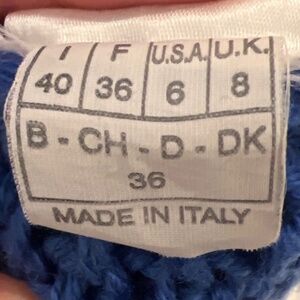 I F U.S.A. U.K.
40 36 6 8
B - CH - D - DK
36
MADE IN ITALY